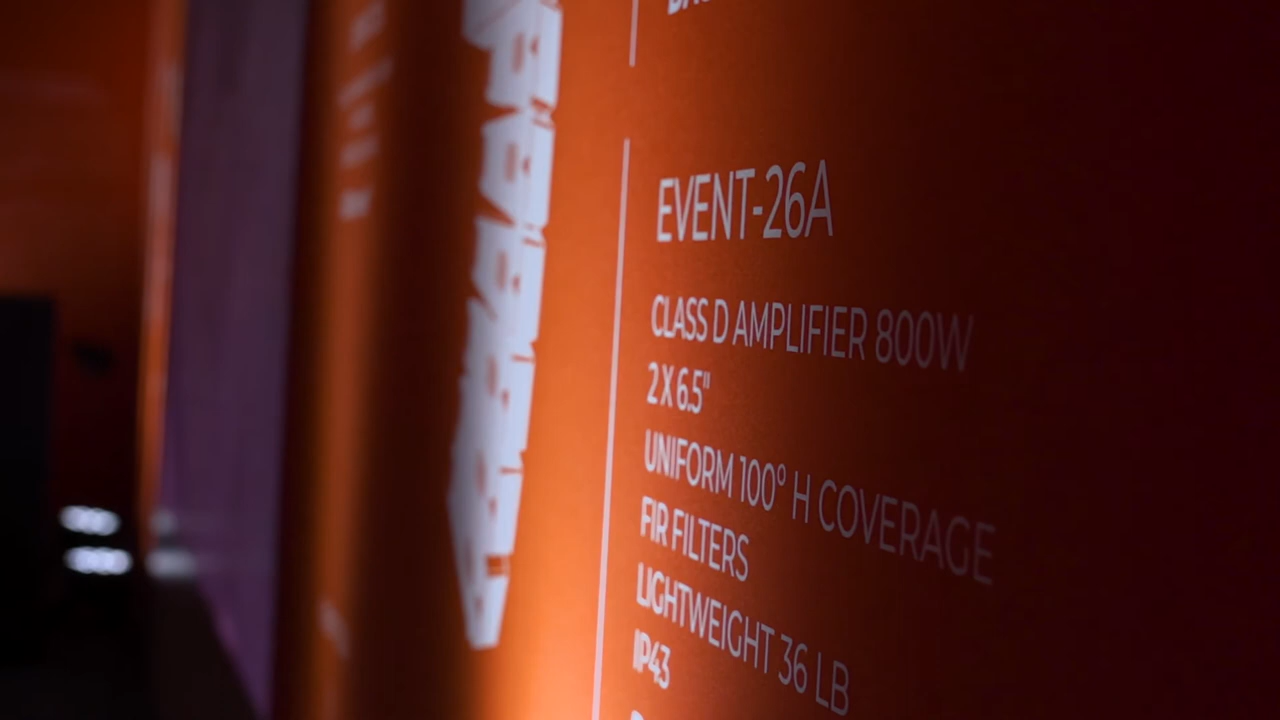 EVENT-26A
CLASS D AMPLIFIER 800W
2 X 6.5"
UNIFORM 100° H COVERAGE
FIR FILTERS
LIGHTWEIGHT 36 LB
IP43